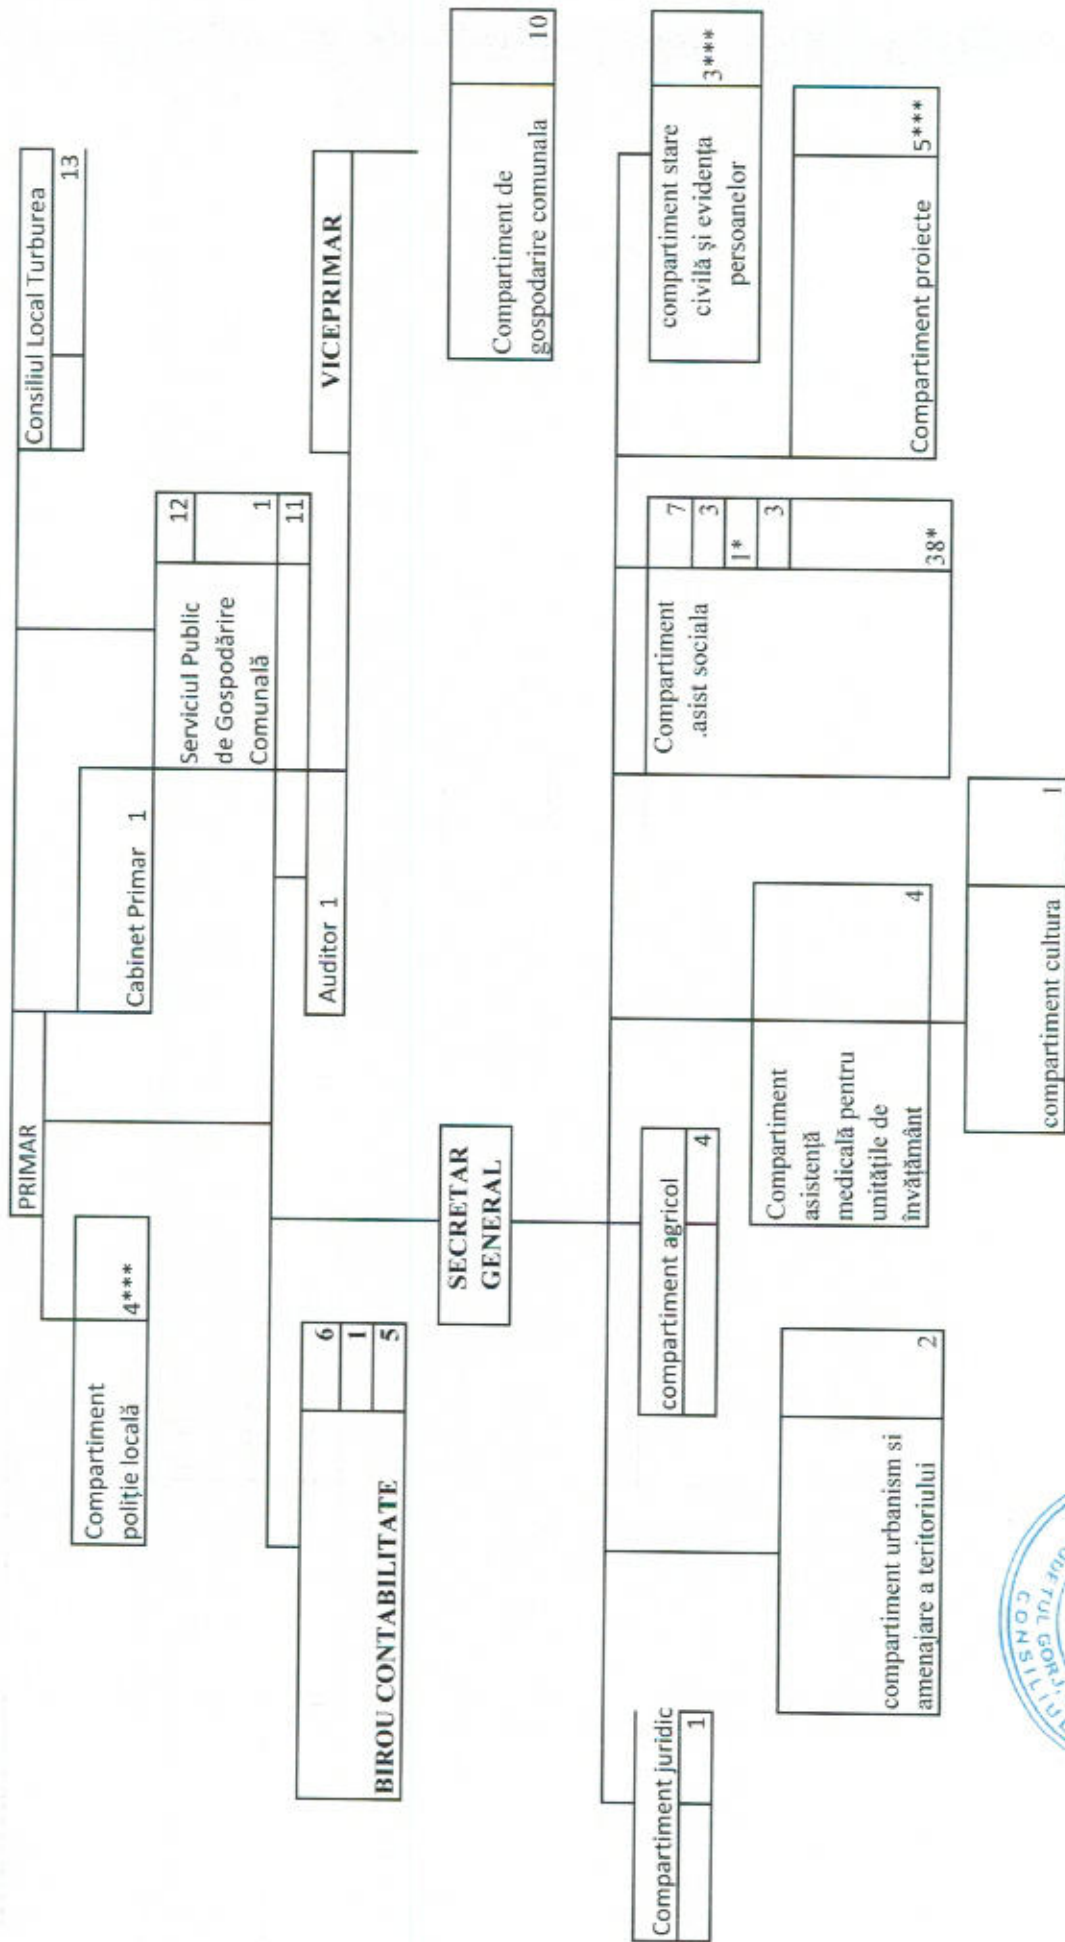 Consiliul Local Turburea
13
PRIMAR
Cabinet Primar 1
Compartiment
poliție locală
4***
Serviciul Public
de Gospodărire
Comunală
12
1
11
Auditor 1
VICEPRIMAR
BIROU CONTABILITATE
6
1
5
SECRETAR
GENERAL
Compartiment de
gospodarire comunala
10
Compartiment juridic
1
compartiment agricol
4
Compartiment
.asist sociala
7
3
1*
3
38*
compartiment stare
civilă și evidența
persoanelor
3***
compartiment urbanism si
amenajare a teritoriului
2
Compartiment
asistență
medicală pentru
unitățile de
învățământ
4
Compartiment proiecte
5***
compartiment cultura
1
CONSILIU